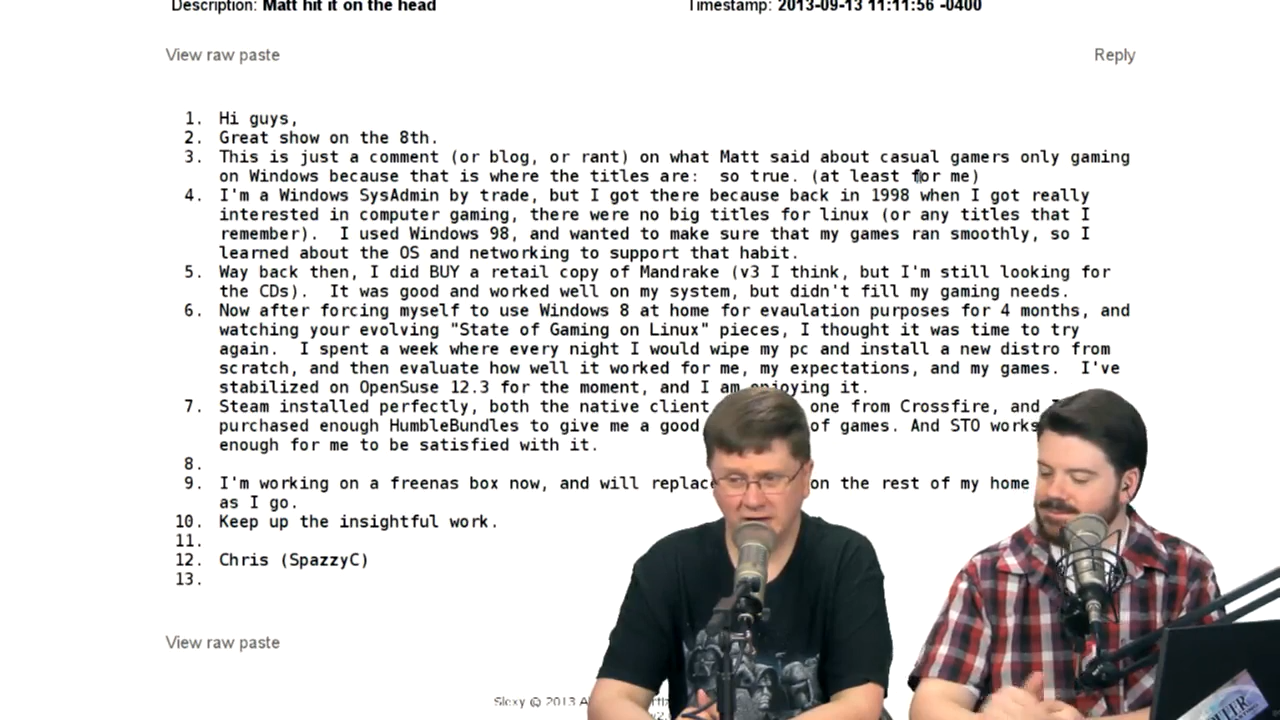 Description: Matt hit it on the head
Timestamp: 2013-09-13 11:11:56 -0400
View raw paste
Reply
1. Hi guys,
2. Great show on the 8th.
3. This is just a comment (or blog, or rant) on what Matt said about casual gamers only gaming
on Windows because that is where the titles are:  so true. (at least for me)
4. I'm a Windows SysAdmin by trade, but I got there because back in 1998 when I got really
interested in computer gaming, there were no big titles for linux (or any titles that I
remember).  I used Windows 98, and wanted to make sure that my games ran smoothly, so I
learned about the OS and networking to support that habit.
5. Way back then, I did BUY a retail copy of Mandrake (v3 I think, but I'm still looking for
the CDs).  It was good and worked well on my system, but didn't fill my gaming needs.
6. Now after forcing myself to use Windows 8 at home for evaulation purposes for 4 months, and
watching your evolving "State of Gaming on Linux" pieces, I thought it was time to try
again.  I spent a week where every night I would wipe my pc and install a new distro from
scratch, and then evaluate how well it worked for me, my expectations, and my games.  I've
stabilized on OpenSuse 12.3 for the moment, and I am enjoying it.
7. Steam installed perfectly, both the native client one from Crossfire, and
purchased enough HumbleBundles to give me a good of games. And STO works
enough for me to be satisfied with it.
8.
9. I'm working on a freenas box now, and will replace on the rest of my home
as I go.
10. Keep up the insightful work.
11.
12. Chris (SpazzyC)
13.
View raw paste
Slexy © 2013